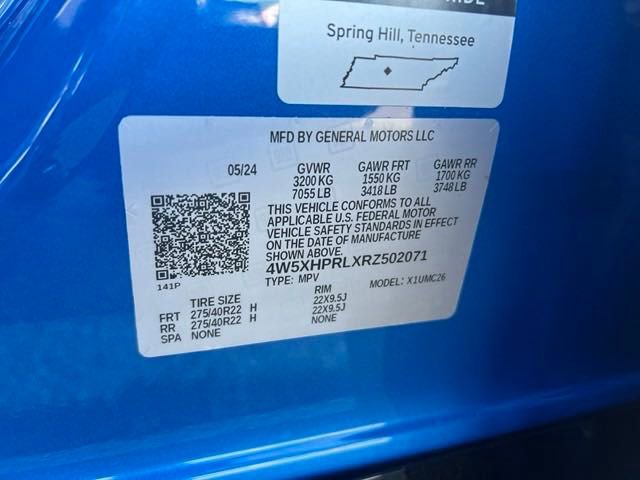 Spring Hill, Tennessee
MFD BY GENERAL MOTORS LLC
05/24 GVWR GAWR FRT GAWR RR
3200 KG 1550 KG 1700 KG
7055 LB 3418 LB 3748 LB
THIS VEHICLE CONFORMS TO ALL
APPLICABLE U.S. FEDERAL MOTOR
VEHICLE SAFETY STANDARDS IN EFFECT
ON THE DATE OF MANUFACTURE
SHOWN ABOVE
4W5XHPRLXRZ502071
141P TYPE: MPV MODEL: X1UMC26
TIRE SIZE RIM
FRT 275/40R22 H 22X9.5J
RR 275/40R22 H 22X9.5J
SPA NONE NONE